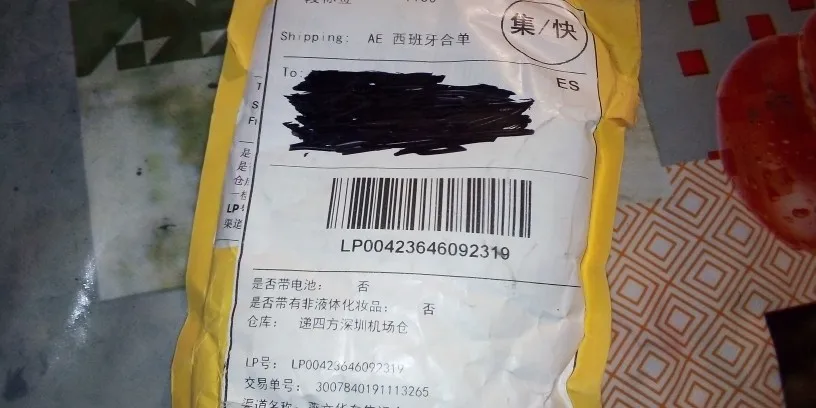 集/快
Shipping: AE 西班牙合单
To:
ES
LP00423646092319
是否带电池: 否
是否带有非液体化妆品: 否
仓库: 递四方深圳机场仓
LP号: LP00423646092319
交易单号: 3007840191113265